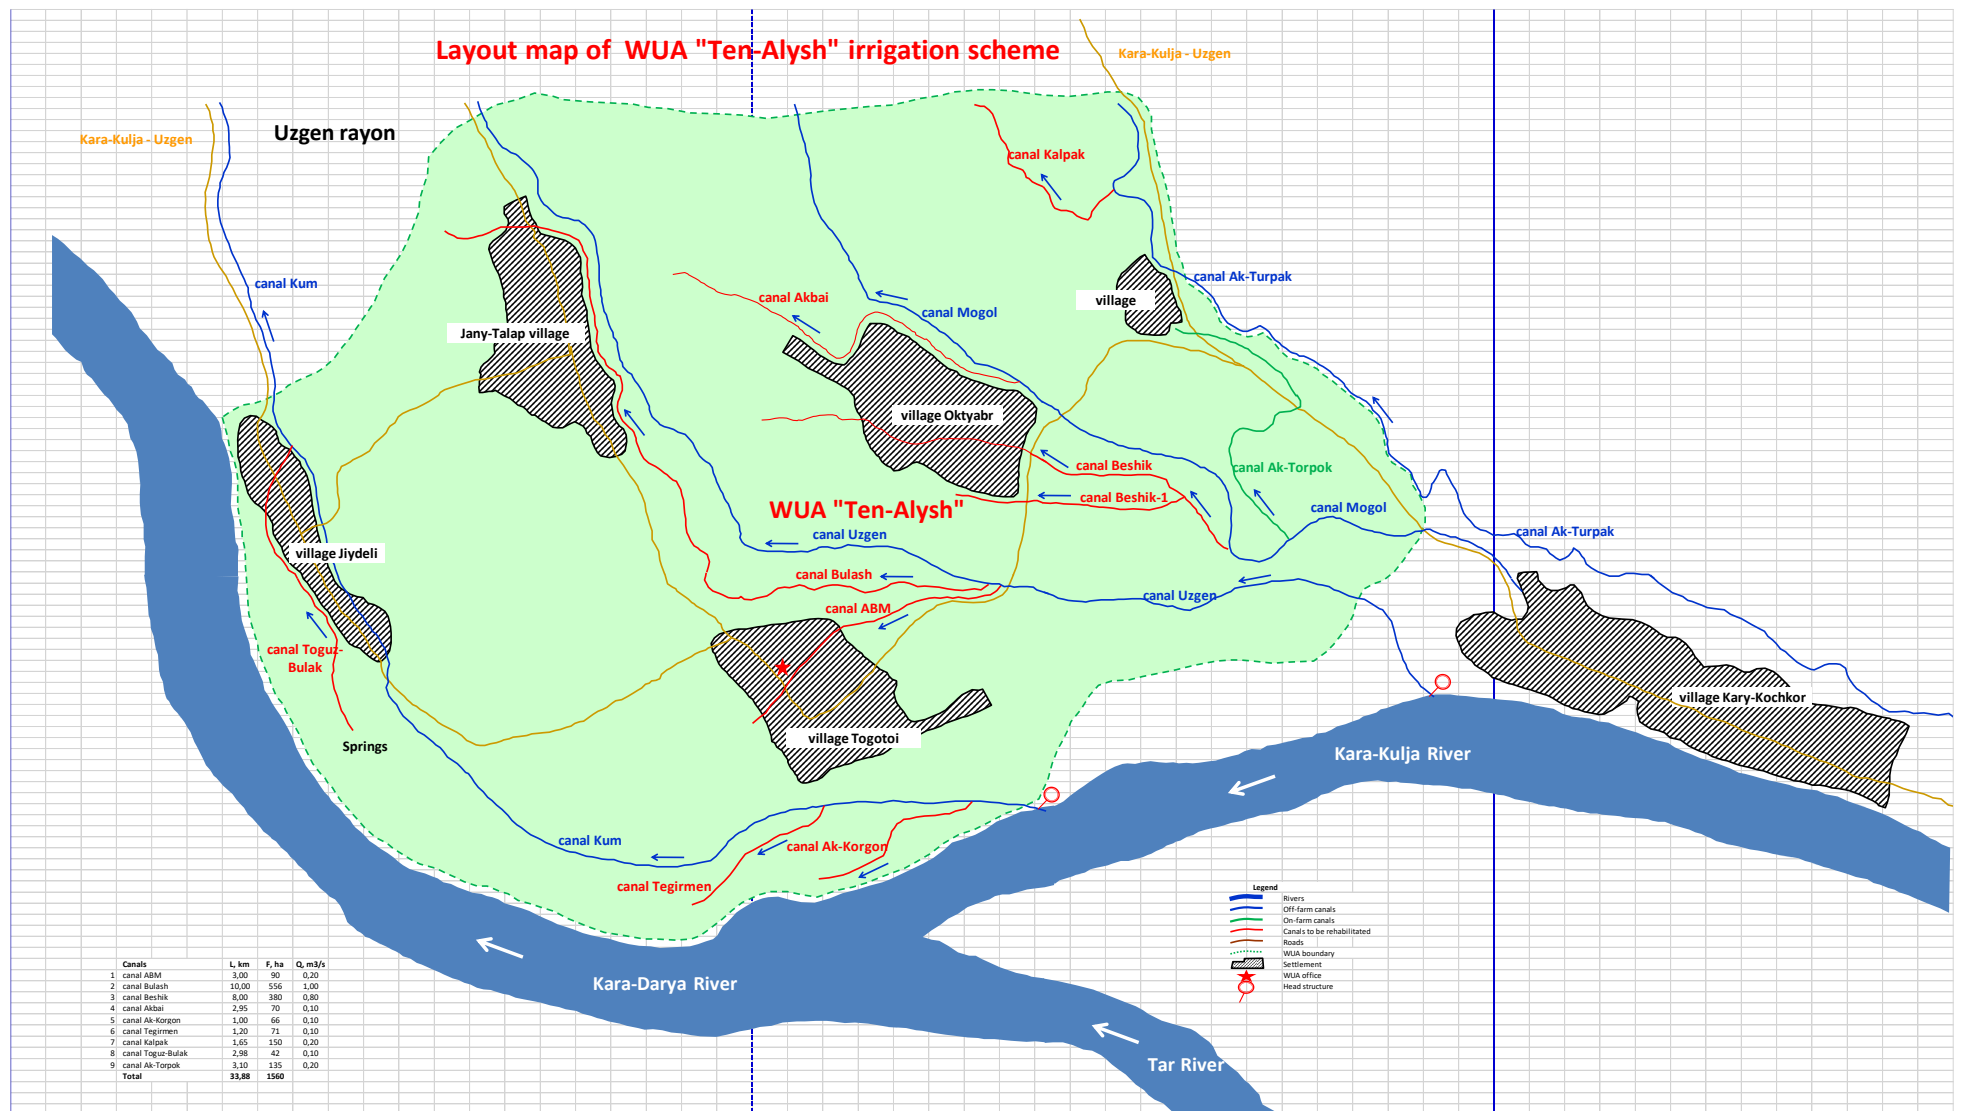 Layout map of WUA "Ten-Alysh" irrigation scheme
Kara-Kulja - Uzgen
Uzgen rayon
Kara-Kulja - Uzgen
canal Kalpak
canal Kum
canal Akbai
canal Mogol
village
canal Ak-Turpak
Jany-Talap village
village Oktyabr
canal Beshik
canal Ak-Torpok
canal Beshik-1
WUA "Ten-Alysh"
canal Mogol
canal Uzgen
canal Ak-Turpak
village Jiydeli
canal Bulash
canal Uzgen
canal ABM
canal Toguz-
Bulak
Springs
village Togotoi
village Kary-Kochkor
Kara-Kulja River
canal Kum
canal Ak-Korgon
canal Tegirmen
Kara-Darya River
Tar River
Legend
Rivers
Off-farm canals
On-farm canals
Canals to be rehabilitated
Roads
WUA boundary
Settlement
WUA office
Head structure
Canals L, km F, ha Q, m3/s
1 canal ABM 3,00 90 0,20
2 canal Bulash 10,00 556 1,00
3 canal Beshik 8,00 380 0,80
4 canal Akbai 2,95 70 0,10
5 canal Ak-Korgon 1,00 66 0,10
6 canal Tegirmen 1,20 71 0,10
7 canal Kalpak 1,65 150 0,20
8 canal Toguz-Bulak 2,98 42 0,10
9 canal Ak-Torpok 3,10 135 0,20
Total 33,88 1560